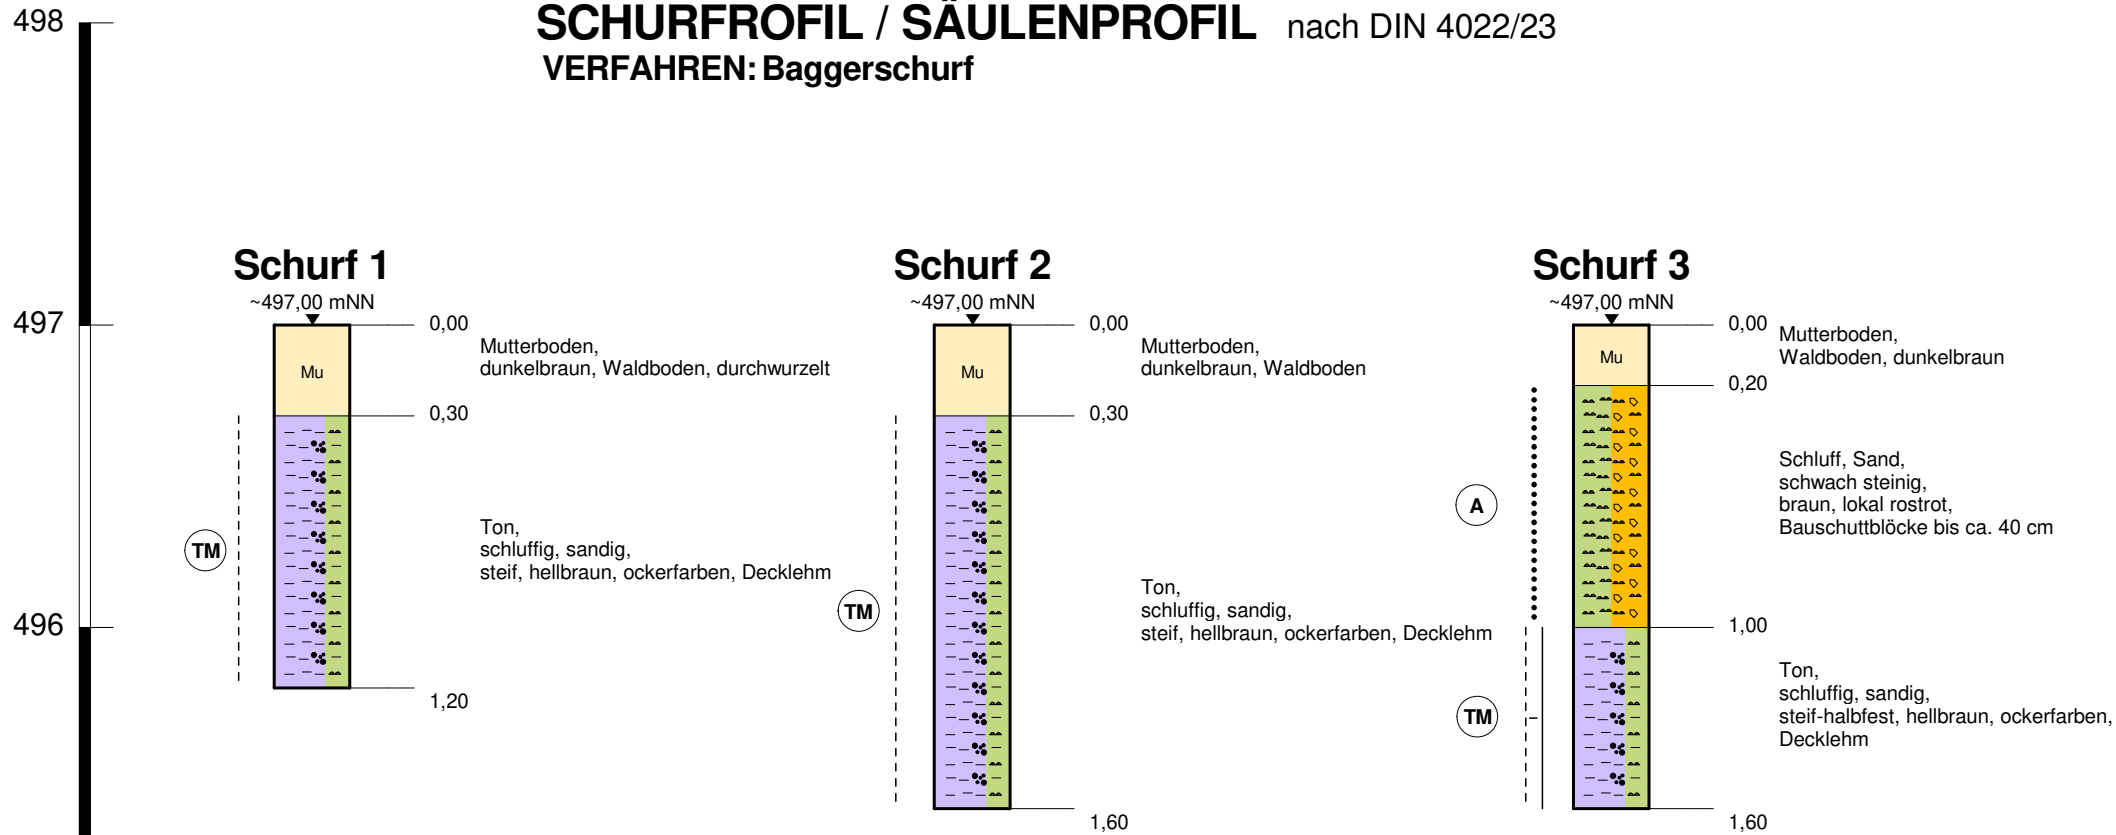 498
SCHURFROFIL / SÄULENPROFIL nach DIN 4022/23
VERFAHREN: Baggerschurf
497
496
Schurf 1
~497,00 mNN
0,00
Mu
Mutterboden,
dunkelbraun, Waldboden, durchwurzelt
0,30
TM
Ton,
schluffig, sandig,
steif, hellbraun, ockerfarben, Decklehm
1,20
Schurf 2
~497,00 mNN
0,00
Mu
Mutterboden,
dunkelbraun, Waldboden
0,30
TM
Ton,
schluffig, sandig,
steif, hellbraun, ockerfarben, Decklehm
1,60
Schurf 3
~497,00 mNN
0,00
Mu
Mutterboden,
Waldboden, dunkelbraun
0,20
A
Schluff, Sand,
schwach steinig,
braun, lokal rostrot,
Bauschuttblöcke bis ca. 40 cm
1,00
TM
Ton,
schluffig, sandig,
steif-halbfest, hellbraun, ockerfarben,
Decklehm
1,60